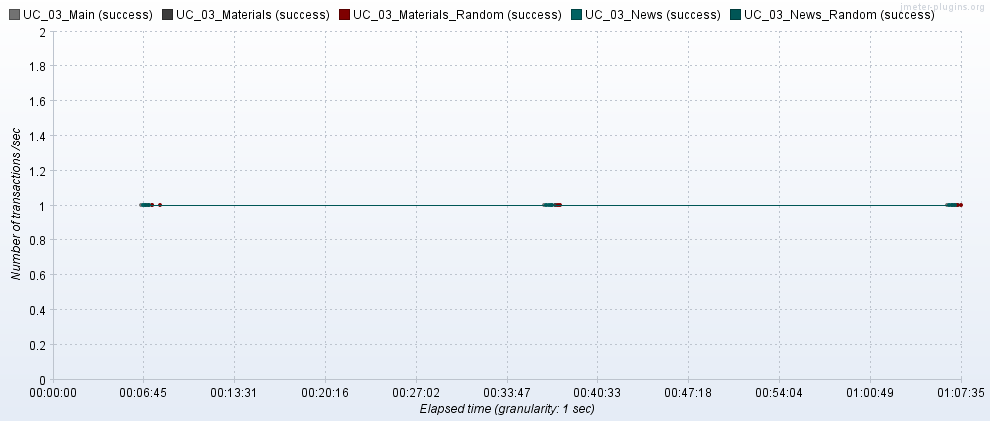 UC_03_Main (success) UC_03_Materials (success) UC_03_Materials_Random (success) UC_03_News (success) UC_03_News_Random (success)
jmeter-plugins.org
Number of transactions /sec
2
1.8
1.6
1.4
1.2
1
0.8
0.6
0.4
0.2
0
00:00:00 00:06:45 00:13:31 00:20:16 00:27:02 00:33:47 00:40:33 00:47:18 00:54:04 01:00:49 01:07:35
Elapsed time (granularity: 1 sec)